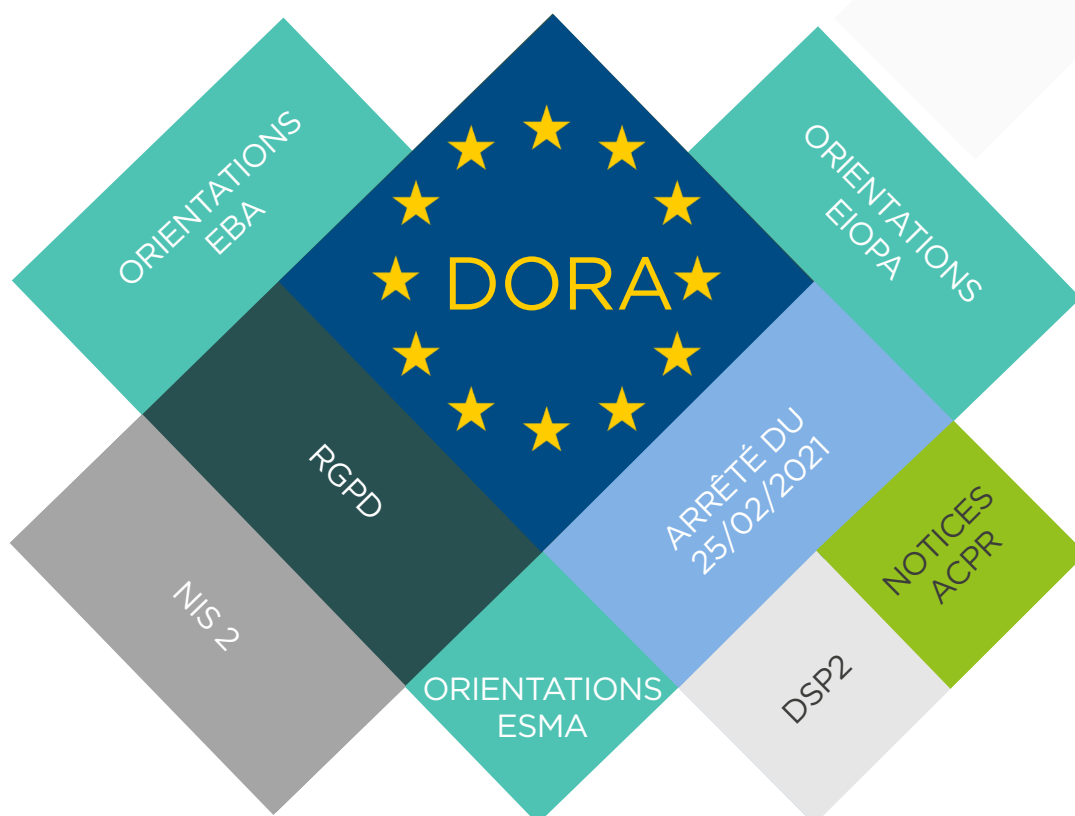 ORIENTATIONS
EBA
DORA
ORIENTATIONS
EIOPA
RGPD
ARRÊTÉ DU
25/02/2021
NOTICES
ACPR
NIS 2
ORIENTATIONS
ESMA
DSP2